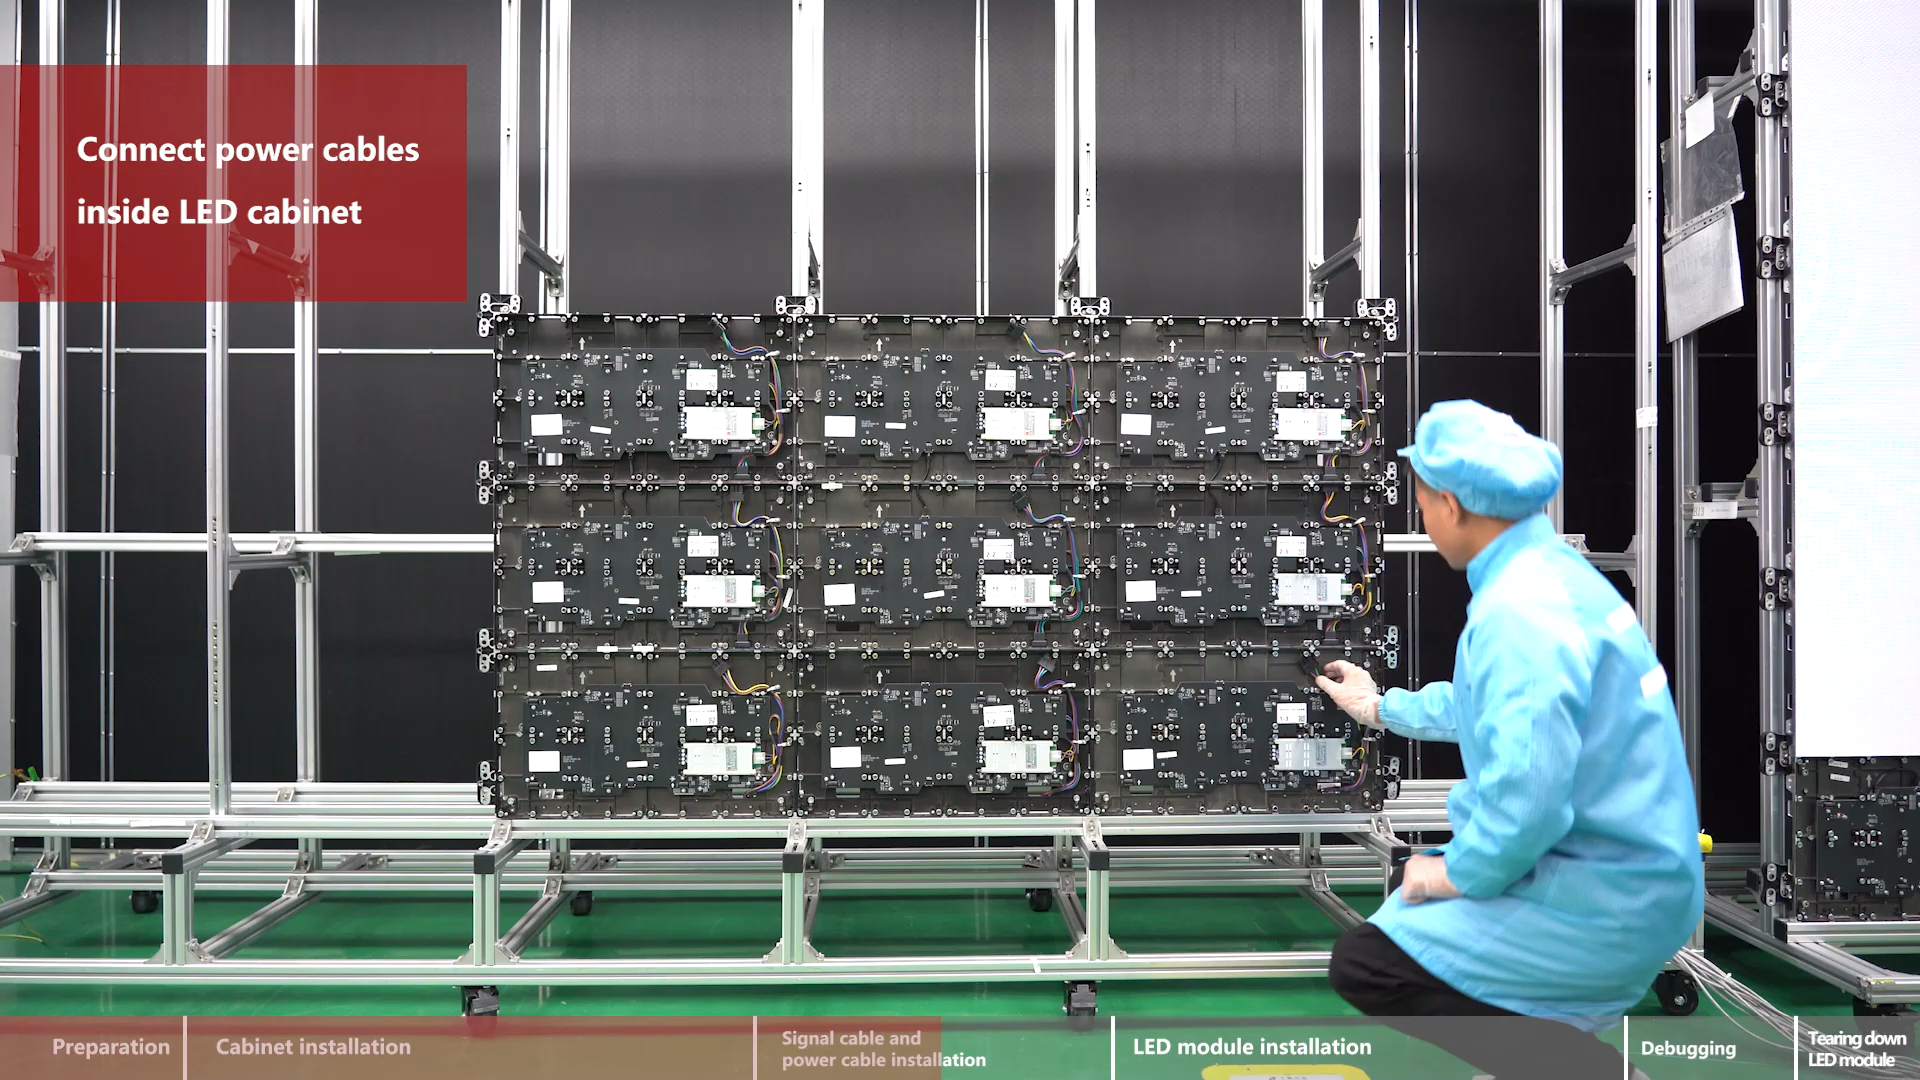 Connect power cables
inside LED cabinet
Preparation
Cabinet installation
Signal cable and
power cable installation
LED module installation
Debugging
Tearing down
LED module